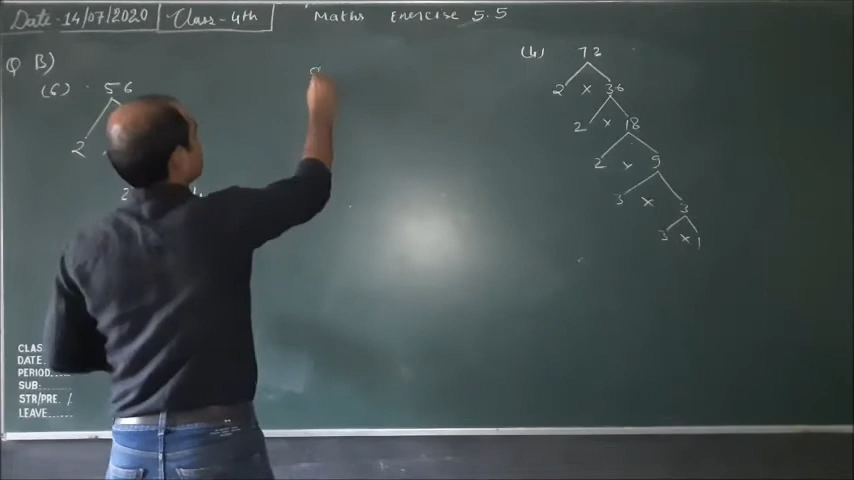 Date - 14/07/2020 Class - 4th Maths Exercise 5.5
Q B)
(6) 56
2
2
(h) 72
2 × 36
2 × 18
2 × 9
3 × 3
3 × 1
CLAS
DATE.
PERIOD.....
SUB:........
STR/PRE. /
LEAVE.......